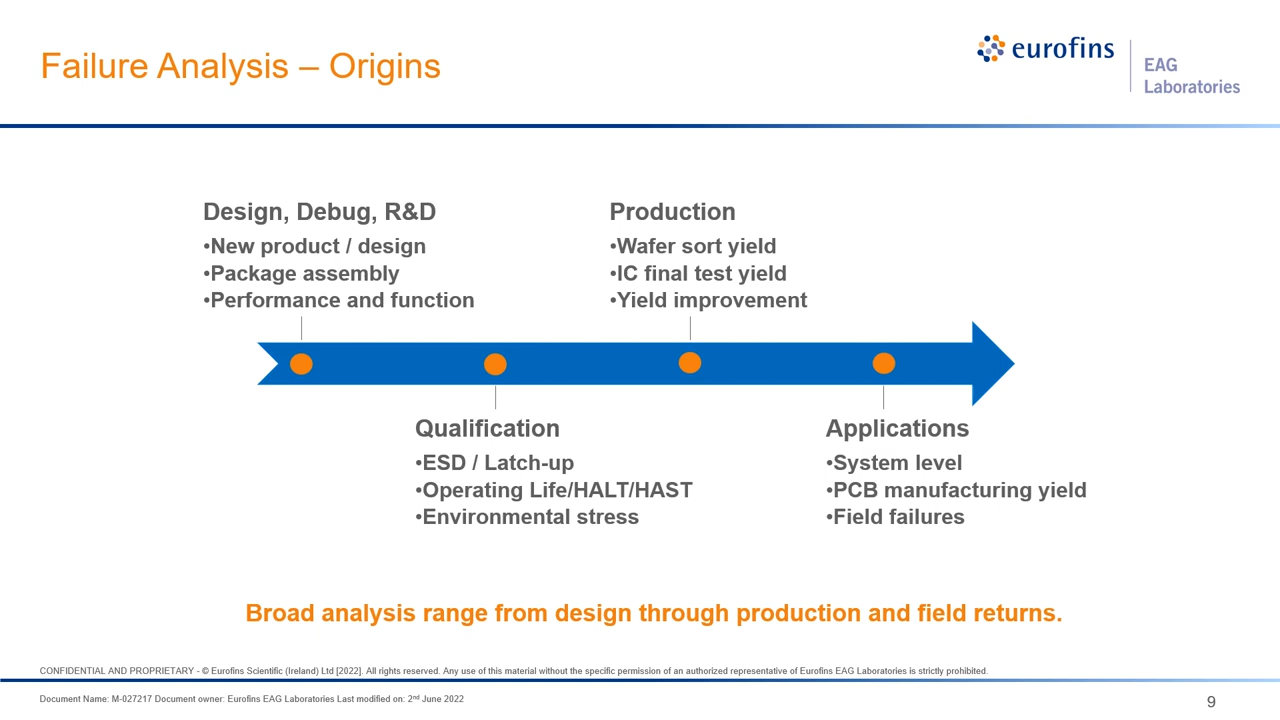 Failure Analysis – Origins
eurofins
EAG
Laboratories
Design, Debug, R&D
•New product / design
•Package assembly
•Performance and function
Production
•Wafer sort yield
•IC final test yield
•Yield improvement
Qualification
•ESD / Latch-up
•Operating Life/HALT/HAST
•Environmental stress
Applications
•System level
•PCB manufacturing yield
•Field failures
Broad analysis range from design through production and field returns.
CONFIDENTIAL AND PROPRIETARY - © Eurofins Scientific (Ireland) Ltd [2022]. All rights reserved. Any use of this material without the specific permission of an authorized representative of Eurofins EAG Laboratories is strictly prohibited.
Document Name: M-027217 Document owner: Eurofins EAG Laboratories Last modified on: 2nd June 2022
9